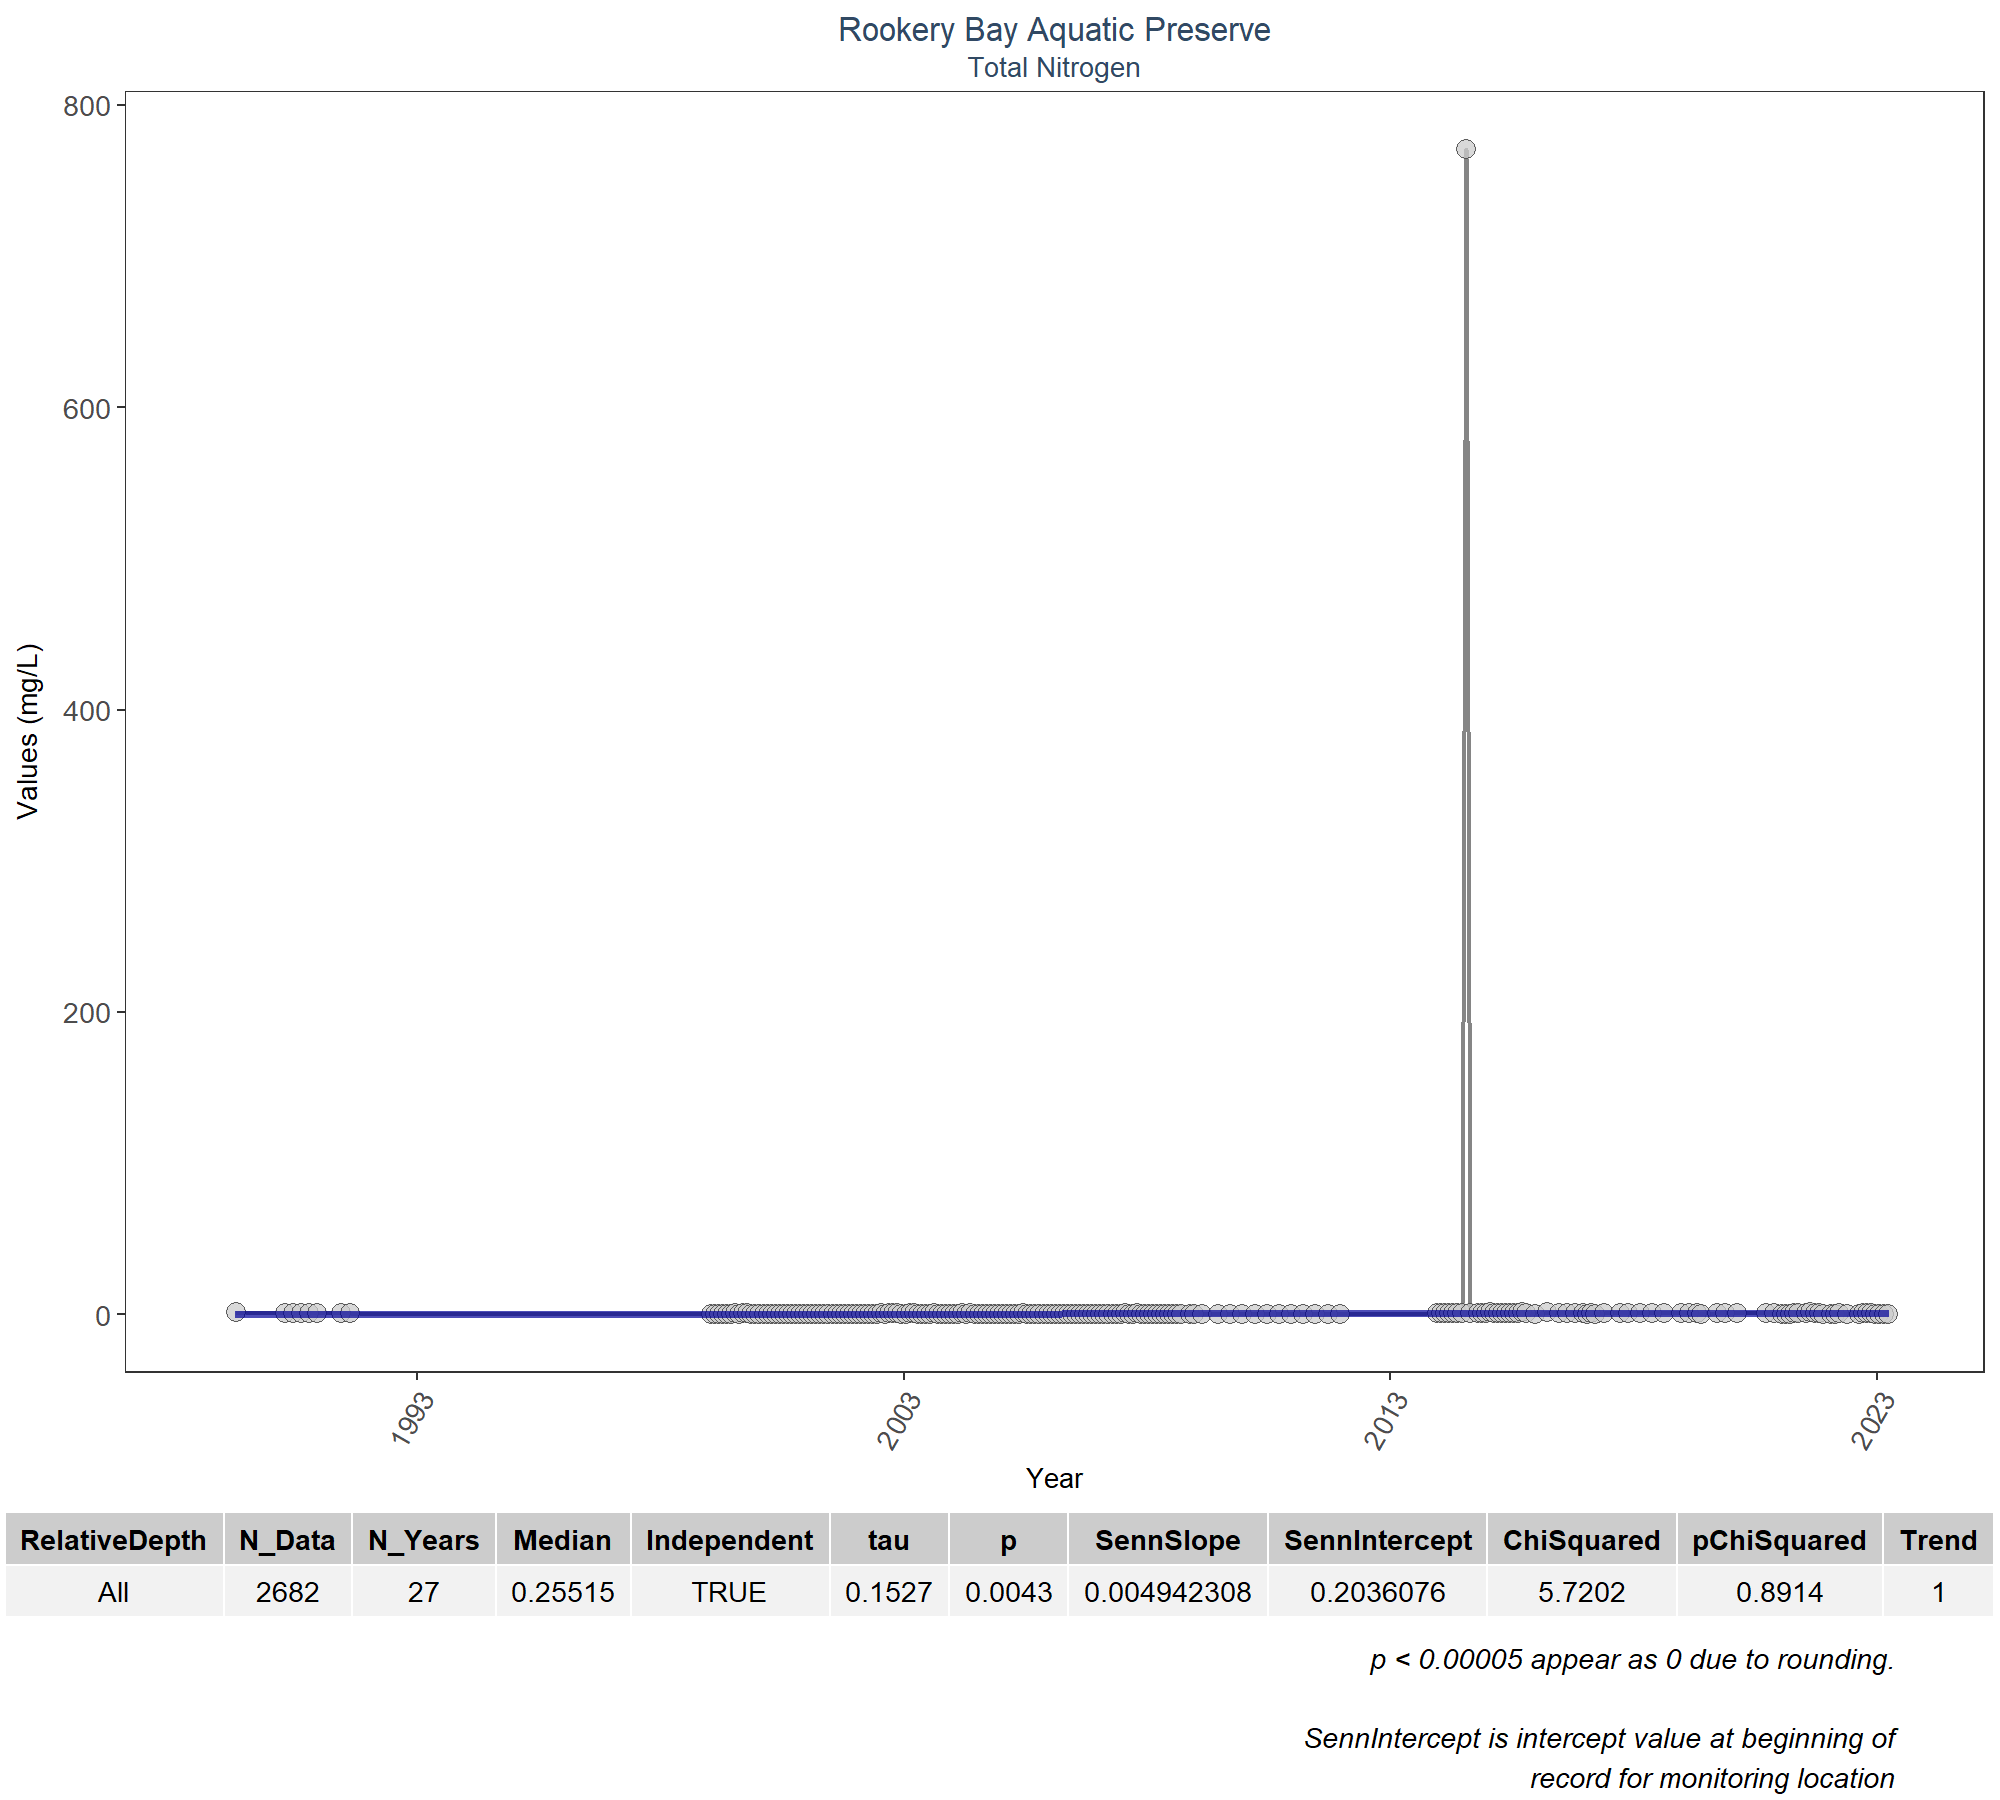 Rookery Bay Aquatic Preserve
Total Nitrogen
800
600
400
200
0
Values (mg/L)
1993
2003
2013
2023
Year
RelativeDepth N_Data N_Years Median Independent tau p SennSlope SennIntercept ChiSquared pChiSquared Trend
All 2682 27 0.25515 TRUE 0.1527 0.0043 0.004942308 0.2036076 5.7202 0.8914 1
p < 0.00005 appear as 0 due to rounding.
SennIntercept is intercept value at beginning of
record for monitoring location